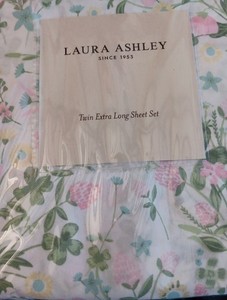 LAURA ASHLEY
SINCE 1953
Twin Extra Long Sheet Set